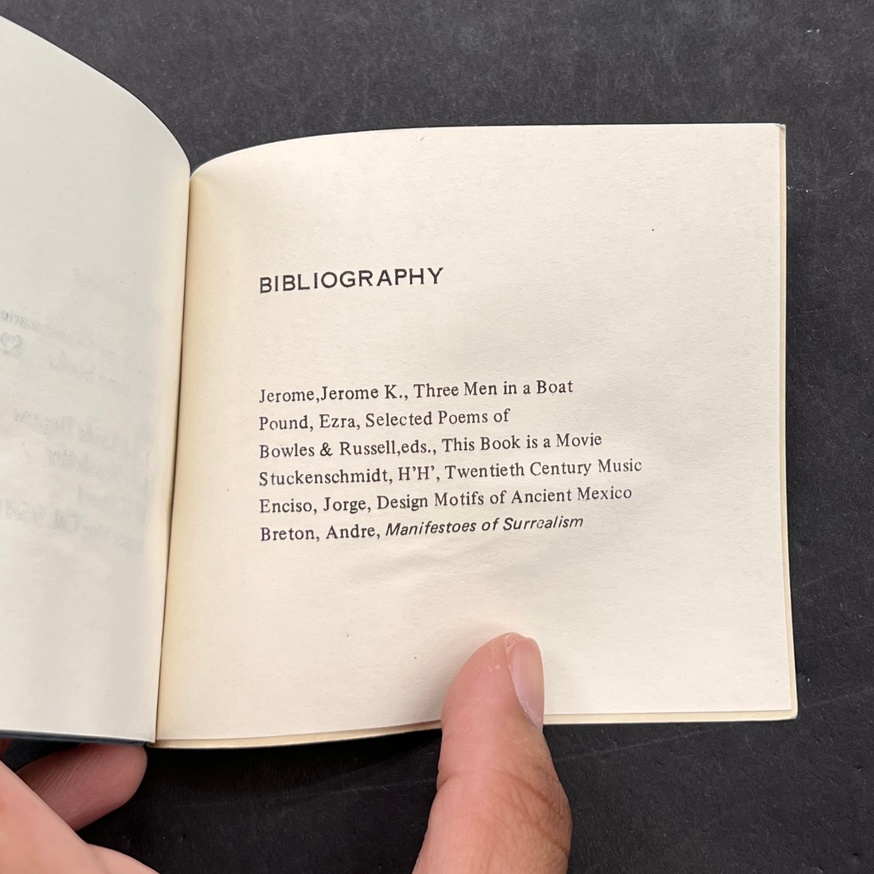 BIBLIOGRAPHY
Jerome,Jerome K., Three Men in a Boat
Pound, Ezra, Selected Poems of
Bowles & Russell,eds., This Book is a Movie
Stuckenschmidt, H'H', Twentieth Century Music
Enciso, Jorge, Design Motifs of Ancient Mexico
Breton, Andre, Manifestoes of Surrealism